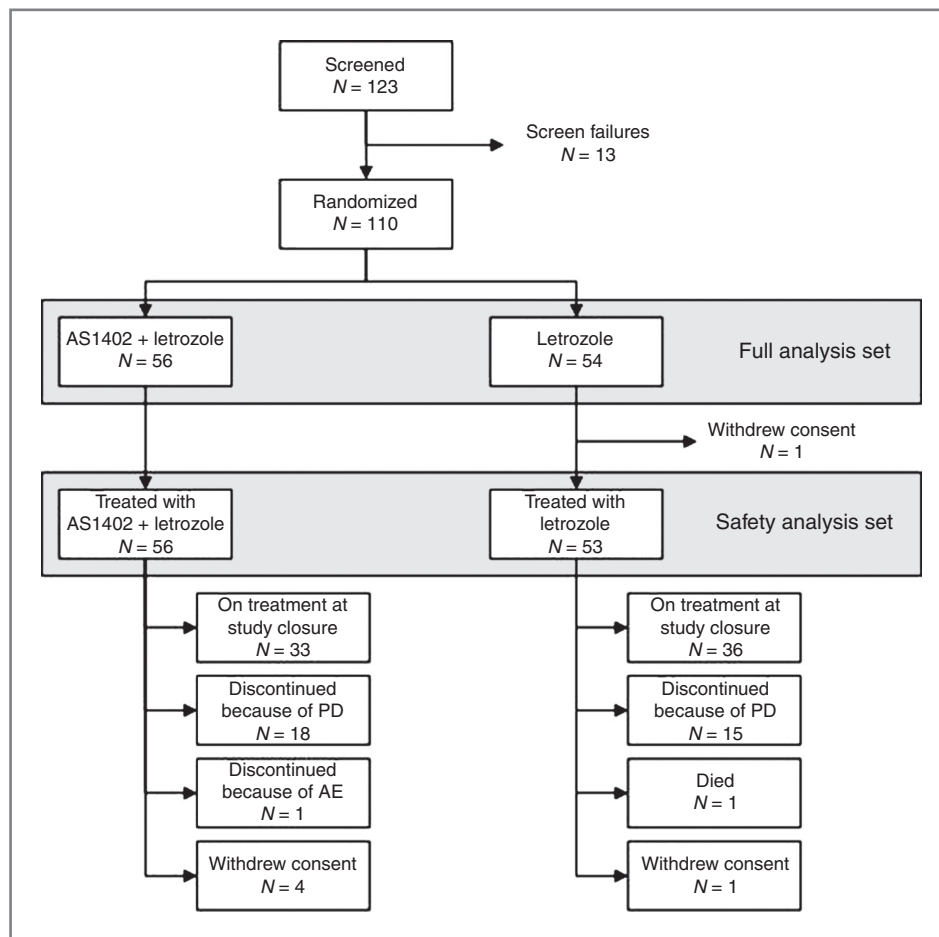 Screened
N = 123
Screen failures
N = 13
Randomized
N = 110
AS1402 + letrozole
N = 56
Letrozole
N = 54
Full analysis set
Withdrew consent
N = 1
Treated with
AS1402 + letrozole
N = 56
Treated with
letrozole
N = 53
Safety analysis set
On treatment at
study closure
N = 33
On treatment at
study closure
N = 36
Discontinued
because of PD
N = 18
Discontinued
because of PD
N = 15
Discontinued
because of AE
N = 1
Died
N = 1
Withdrew consent
N = 4
Withdrew consent
N = 1